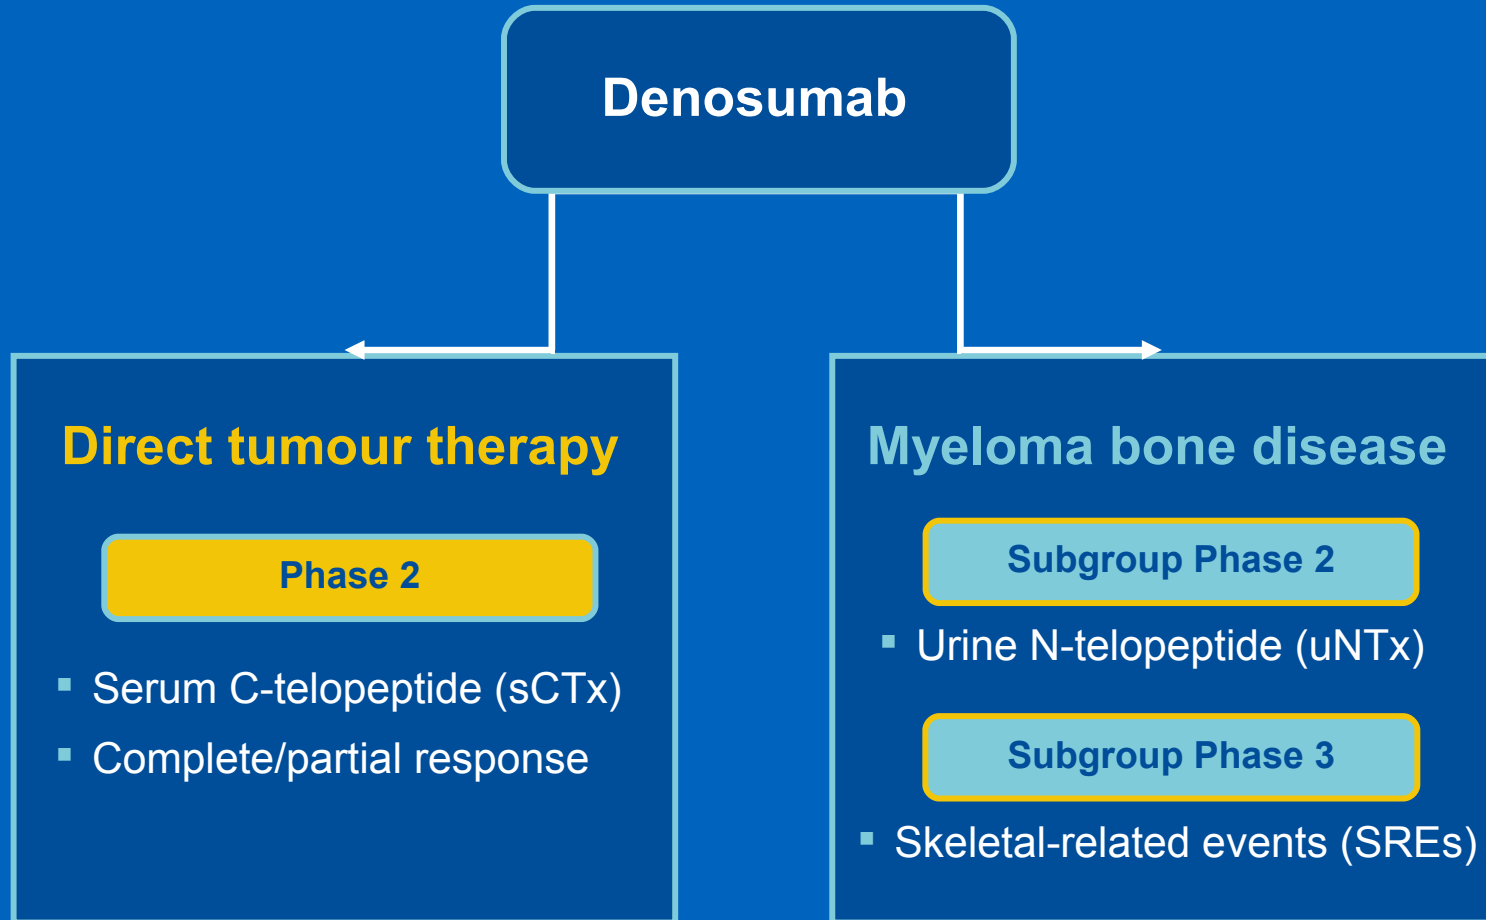 Denosumab
Direct tumour therapy
Phase 2
▪ Serum C-telopeptide (sCTx)
▪ Complete/partial response
Myeloma bone disease
Subgroup Phase 2
▪ Urine N-telopeptide (uNTx)
Subgroup Phase 3
▪ Skeletal-related events (SREs)